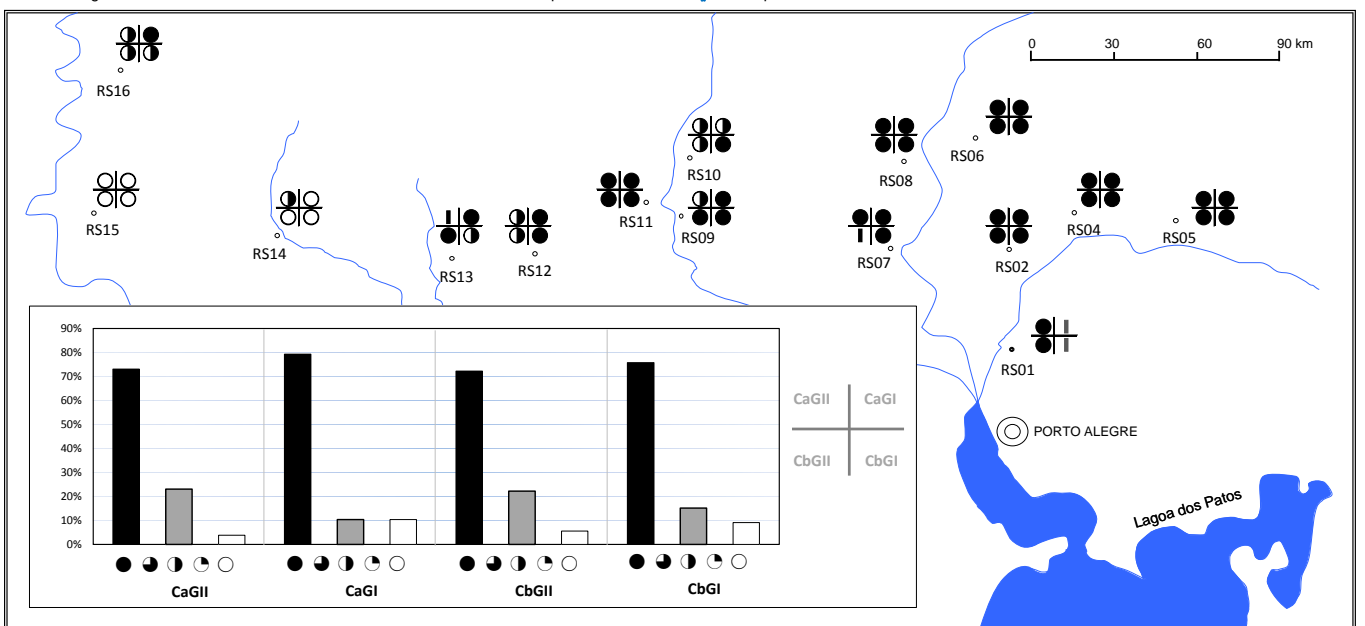 0 30 60 90 km
RS16
RS10
RS08
RS06
RS15
RS14
RS13
RS12
RS11
RS09
RS07
RS02
RS04
RS05
RS01
PORTO ALEGRE
Lagoa dos Patos
90%
80%
70%
60%
50%
40%
30%
20%
10%
0%
CaGII CaGI CbGII CbGI
CaGII CaGI
CbGII CbGI